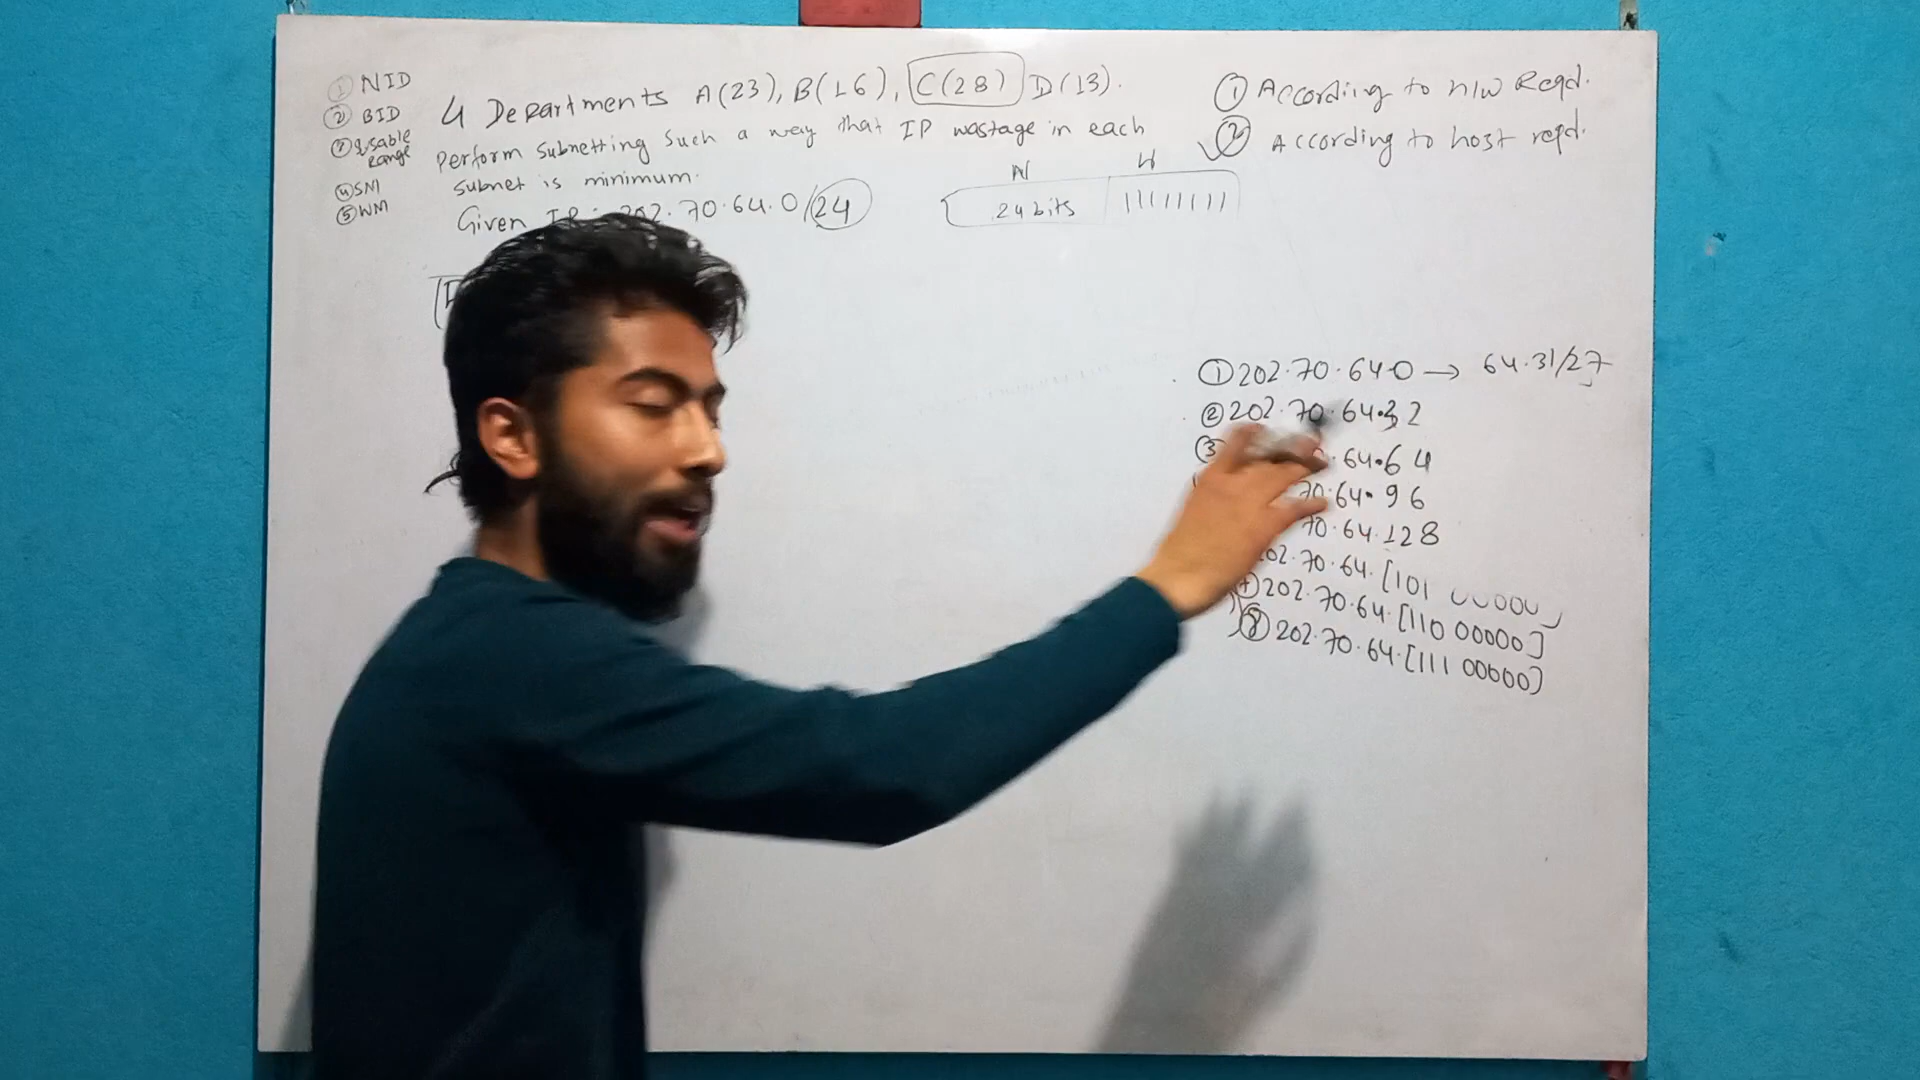 ① NID
② BID
③ Usable Range
④ SM
⑤ WM
4 Departments A(23), B(16), C(28) D(13).
Perform subnetting such a way that IP wastage in each
subnet is minimum.
Given 202.70.64.0/24
N H
24 bits ||||||||
① According to n/w Reqd.
② According to host reqd.
① 202.70.64.0 → 64.31/27
② 202.70.64.32
③ .64.64
70.64.96
70.64.128
202.70.64.[101 00000]
202.70.64.[110 00000]
⑧ 202.70.64.[111 00000]